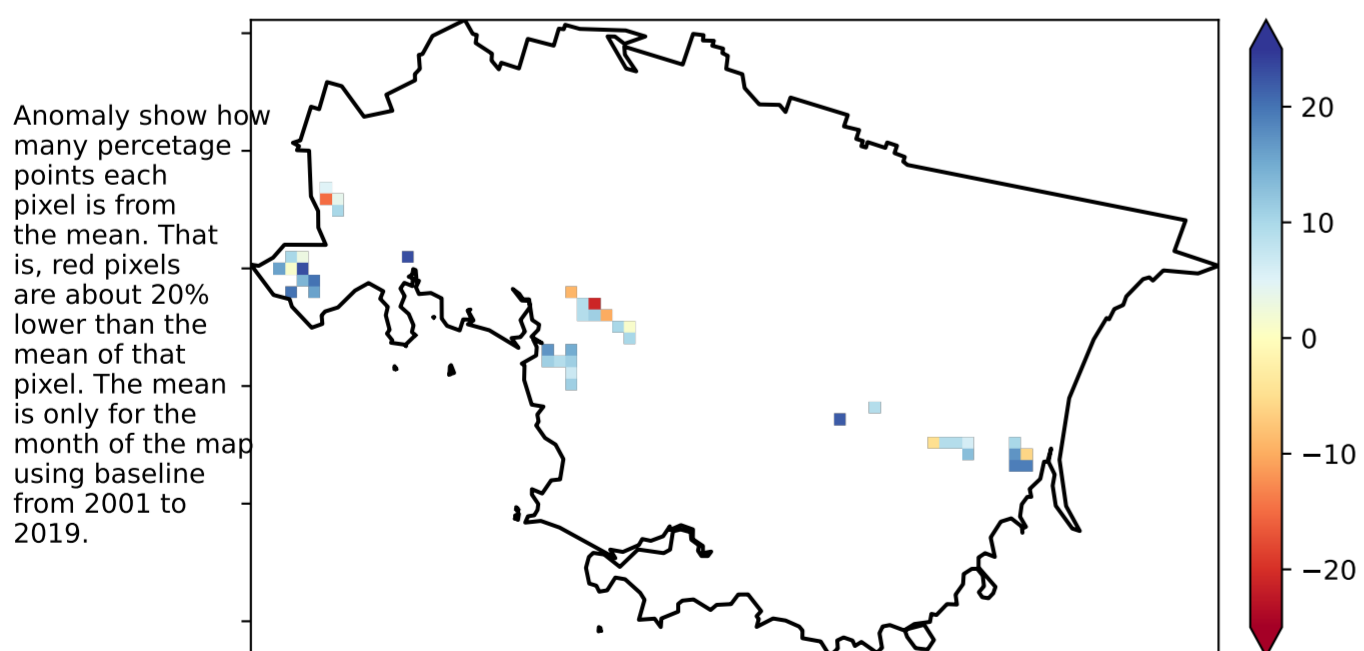 Anomaly show how
many percetage
points each
pixel is from
the mean. That
is, red pixels
are about 20%
lower than the
mean of that
pixel. The mean
is only for the
month of the map
using baseline
from 2001 to
2019.
20
10
0
−10
−20